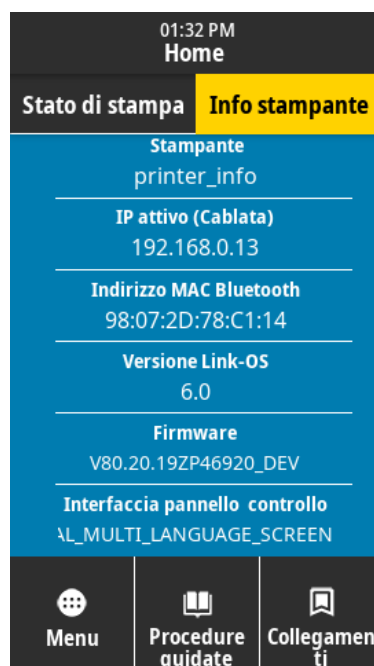 01:32 PM
Home
Stato di stampa
Info stampante
Stampante
printer_info
IP attivo (Cablata)
192.168.0.13
Indirizzo MAC Bluetooth
98:07:2D:78:C1:14
Versione Link-OS
6.0
Firmware
V80.20.19ZP46920_DEV
Interfaccia pannello controllo
AL_MULTI_LANGUAGE_SCREEN
Menu
Procedure
guidate
Collegamen
ti